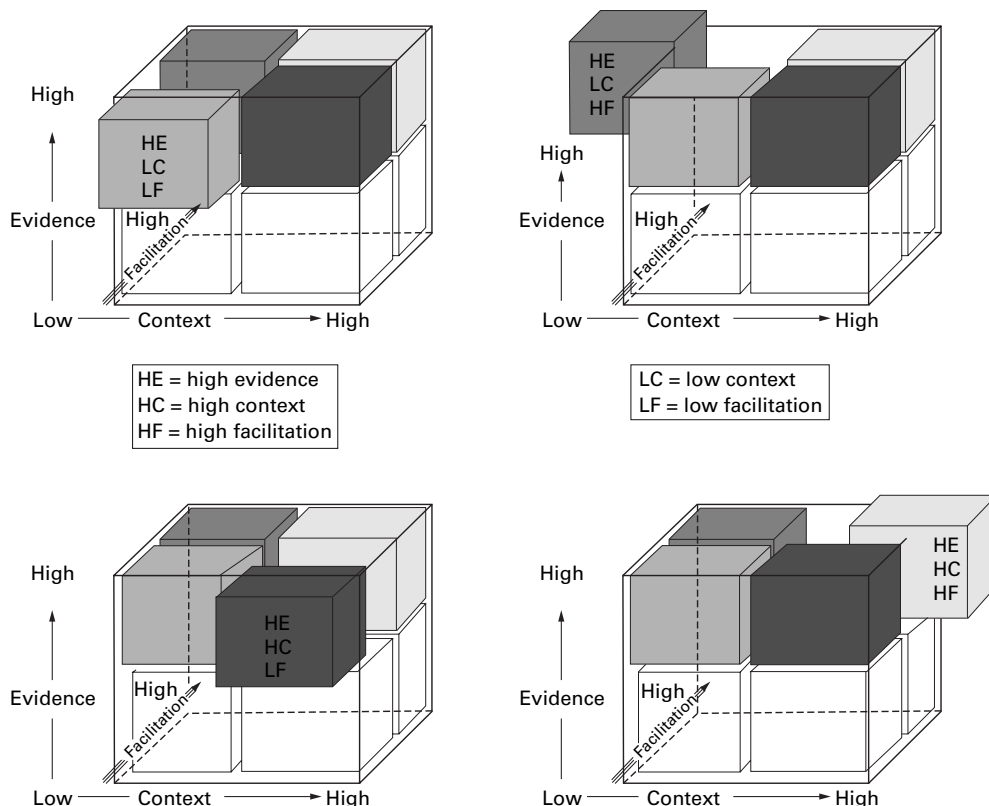 High
HE
LC
LF
Evidence
High
Facilitation
Low
Context
High
HE
LC
HF
High
Evidence
High
Facilitation
Low
Context
High
HE = high evidence
HC = high context
HF = high facilitation
LC = low context
LF = low facilitation
High
HE
HC
LF
Evidence
High
Facilitation
Low
Context
High
HE
HC
HF
High
Evidence
High
Facilitation
Low
Context
High